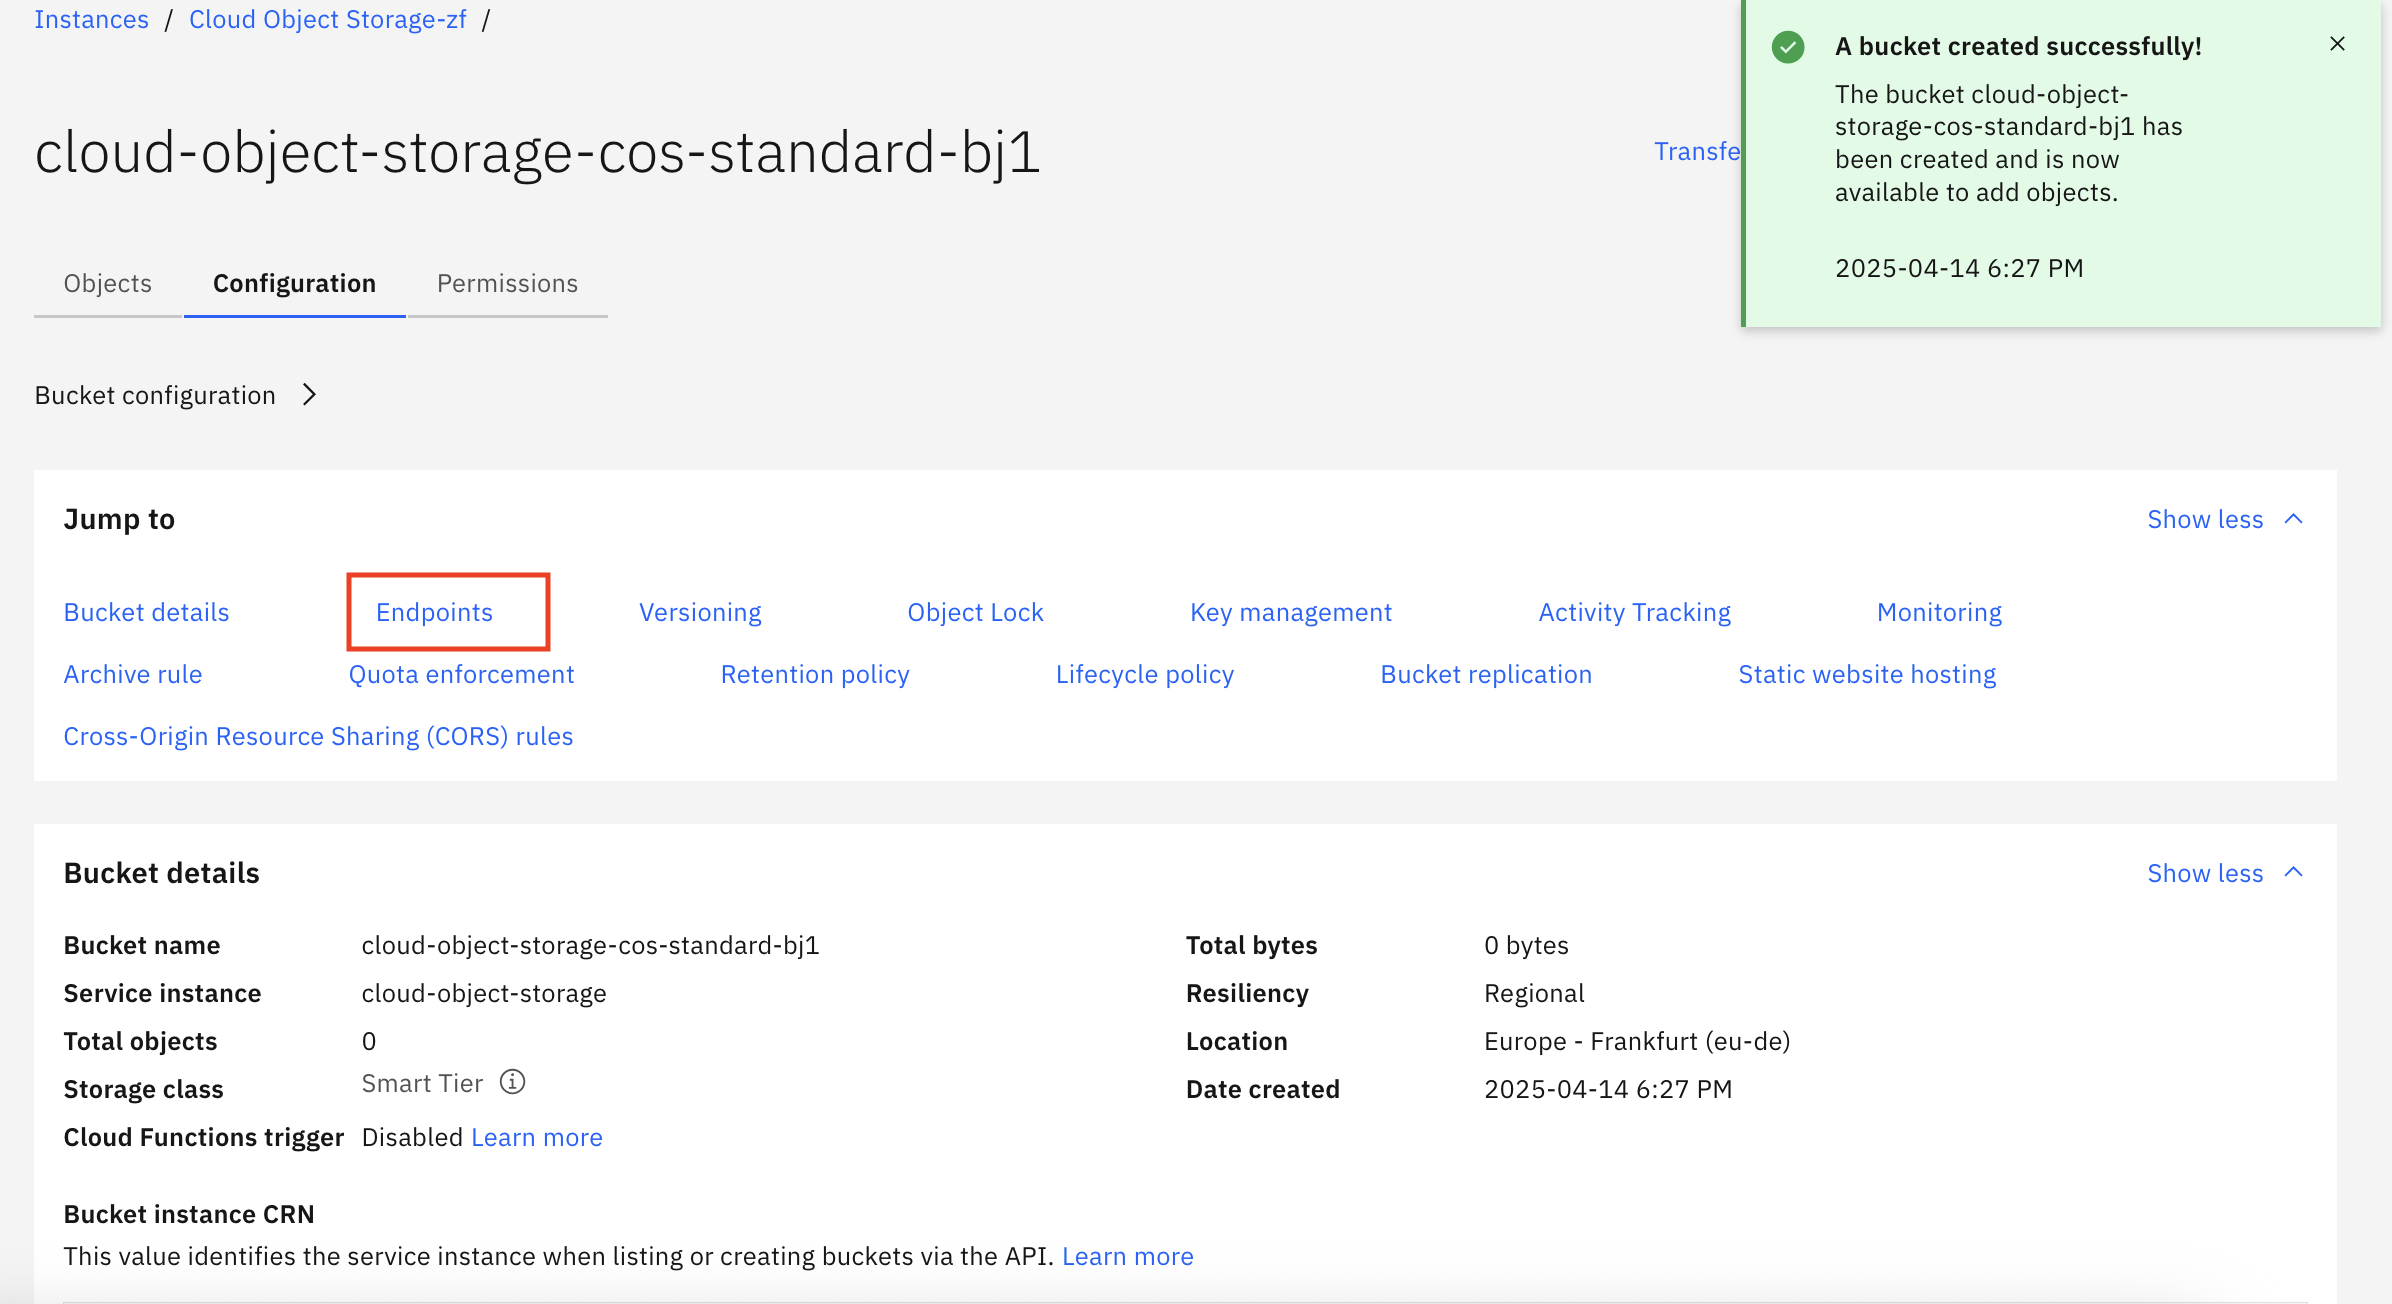 Instances / Cloud Object Storage-zf /
cloud-object-storage-cos-standard-bj1
Transfe
A bucket created successfully!
The bucket cloud-object-
storage-cos-standard-bj1 has
been created and is now
available to add objects.
2025-04-14 6:27 PM
Objects Configuration Permissions
Bucket configuration
Jump to Show less
Bucket details Endpoints Versioning Object Lock Key management Activity Tracking Monitoring
Archive rule Quota enforcement Retention policy Lifecycle policy Bucket replication Static website hosting
Cross-Origin Resource Sharing (CORS) rules
Bucket details Show less
Bucket name cloud-object-storage-cos-standard-bj1 Total bytes 0 bytes
Service instance cloud-object-storage Resiliency Regional
Total objects 0 Location Europe - Frankfurt (eu-de)
Storage class Smart Tier Date created 2025-04-14 6:27 PM
Cloud Functions trigger Disabled Learn more
Bucket instance CRN
This value identifies the service instance when listing or creating buckets via the API. Learn more